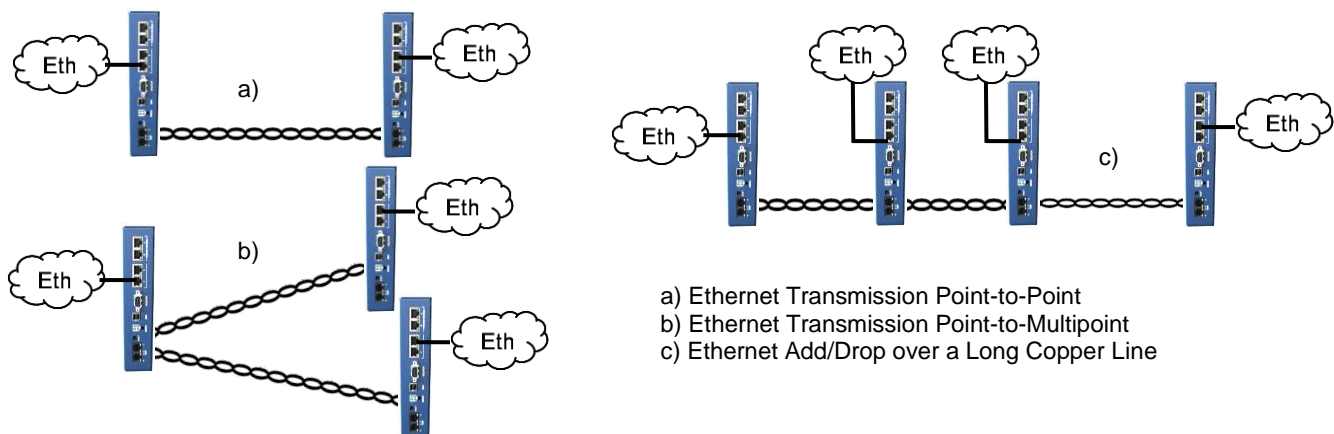 Eth
a)
Eth
Eth
b)
Eth
Eth
Eth
Eth
Eth
c)
Eth
a) Ethernet Transmission Point-to-Point
b) Ethernet Transmission Point-to-Multipoint
c) Ethernet Add/Drop over a Long Copper Line